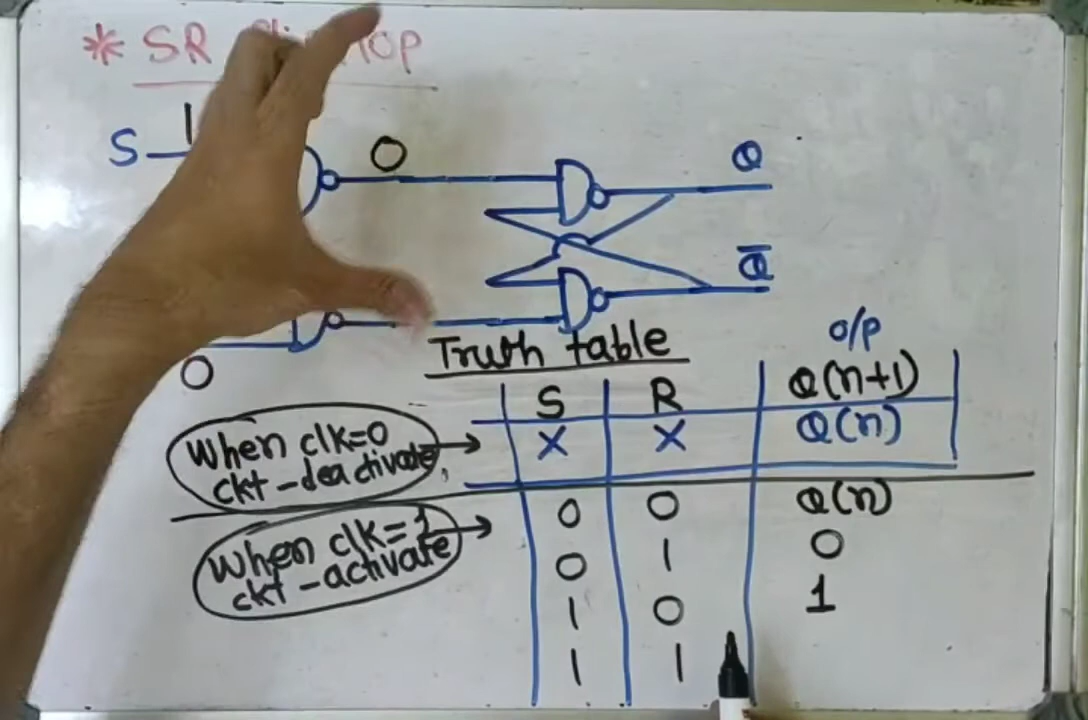 * SR
S 1 0 Q
Q̅
0
Truth table
o/p
S R Q(n+1)
When clk=0
ckt-deactivate,
X X Q(n)
When clk=1
ckt-activate
0 0 Q(n)
0 1 0
1 0 1
1 1